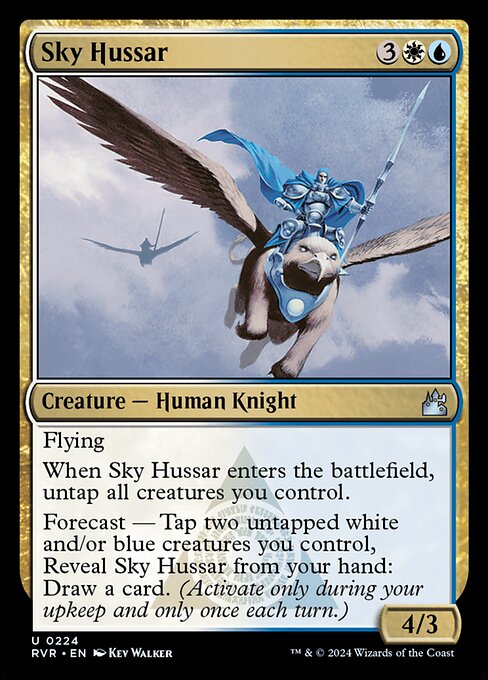 Sky Hussar 3
Creature — Human Knight
Flying
When Sky Hussar enters the battlefield,
untap all creatures you control.
Forecast — Tap two untapped white
and/or blue creatures you control,
Reveal Sky Hussar from your hand:
Draw a card. (Activate only during your
upkeep and only once each turn.)
4/3
U 0224
RVR • EN Key Walker
™ & © 2024 Wizards of the Coast